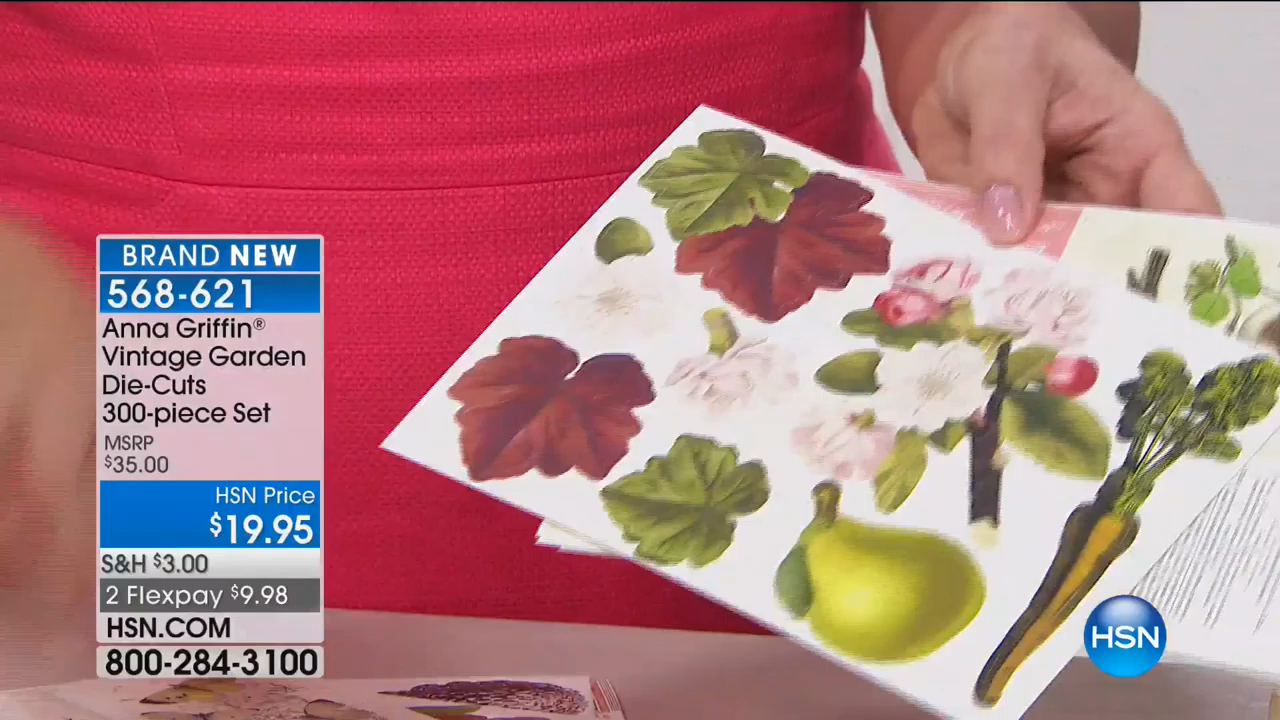 BRAND NEW
568-621
Anna Griffin®
Vintage Garden
Die-Cuts
300-piece Set
MSRP
$35.00
HSN Price
$19.95
S&H $3.00
2 Flexpay $9.98
HSN.COM
800-284-3100
HSN